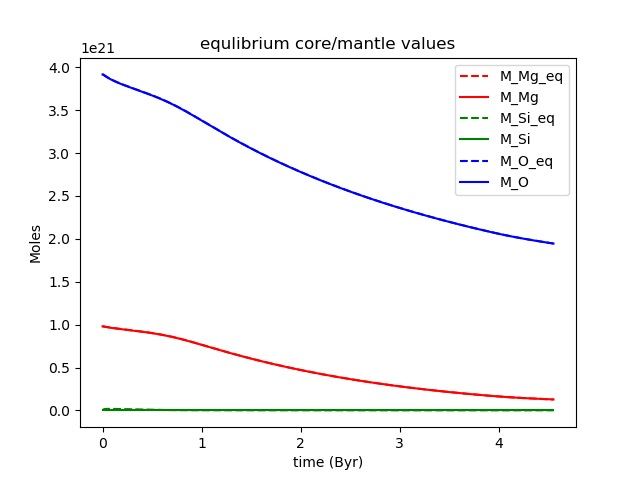 equlibrium core/mantle values
1e21
4.0
3.5
3.0
2.5
2.0
1.5
1.0
0.5
0.0
Moles
M_Mg_eq
M_Mg
M_Si_eq
M_Si
M_O_eq
M_O
0
1
2
3
4
time (Byr)